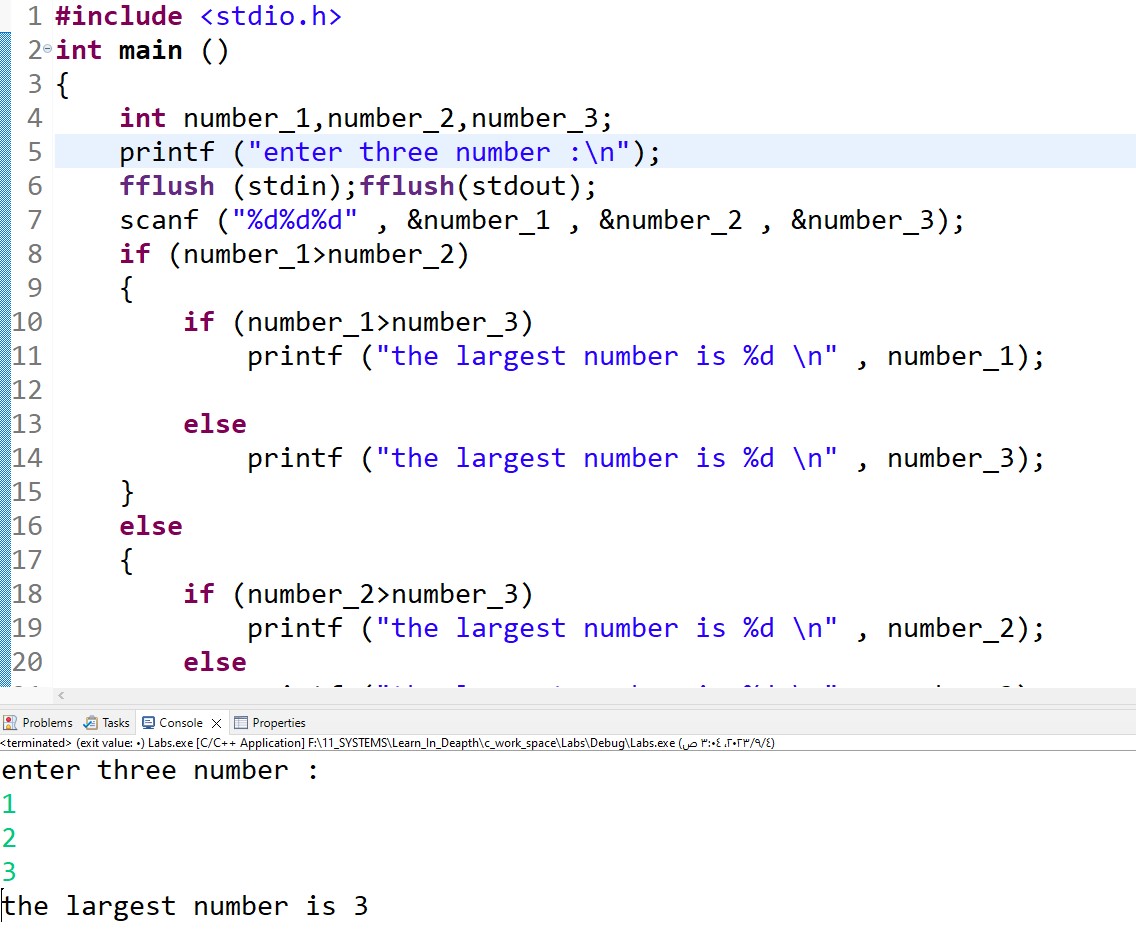 1 #include <stdio.h>
2 int main ()
3 {
4 int number_1,number_2,number_3;
5 printf ("enter three number :\n");
6 fflush (stdin);fflush(stdout);
7 scanf ("%d%d%d" , &number_1 , &number_2 , &number_3);
8 if (number_1>number_2)
9 {
10 if (number_1>number_3)
11 printf ("the largest number is %d \n" , number_1);
12
13 else
14 printf ("the largest number is %d \n" , number_3);
15 }
16 else
17 {
18 if (number_2>number_3)
19 printf ("the largest number is %d \n" , number_2);
20 else
Problems Tasks Console Properties
<terminated> (exit value: ٠) Labs.exe [C/C++ Application] F:\11_SYSTEMS\Learn_In_Deapth\c_work_space\Labs\Debug\Labs.exe (٢٠٢٣/٩/٤، ٣:٠٤ ص)
enter three number :
1
2
3
the largest number is 3